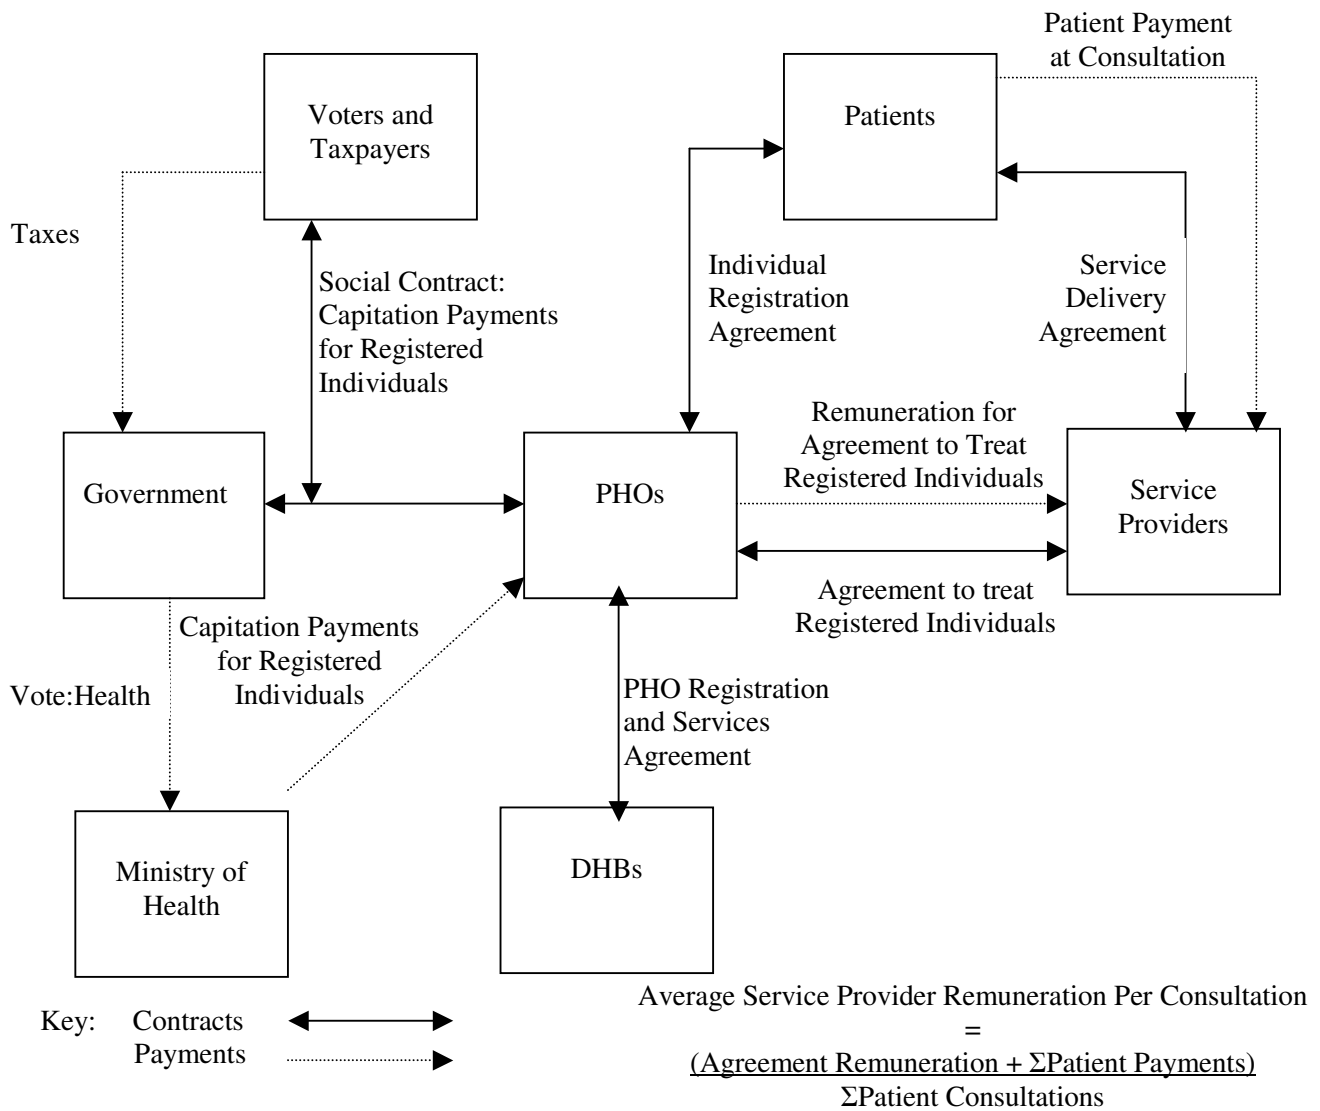 Patient Payment
at Consultation
Voters and
Taxpayers
Patients
Taxes
Social Contract:
Capitation Payments
for Registered
Individuals
Individual
Registration
Agreement
Service
Delivery
Agreement
Government
PHOs
Remuneration for
Agreement to Treat
Registered Individuals
Service
Providers
Agreement to treat
Registered Individuals
Capitation Payments
for Registered
Individuals
Vote:Health
PHO Registration
and Services
Agreement
Ministry of
Health
DHBs
Key: Contracts
Payments
Average Service Provider Remuneration Per Consultation
=
(Agreement Remuneration + ΣPatient Payments)
ΣPatient Consultations